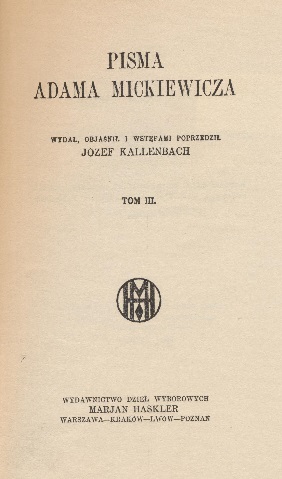 PISMA
ADAMA MICKIEWICZA
WYDAŁ, OBJAŚNIŁ I WSTĘPAMI POPRZEDZIŁ
JÓZEF KALLENBACH
TOM III.
WYDAWNICTWO DZIEŁ WYBOROWYCH
MARJAN HASKLER
WARSZAWA—KRAKÓW—LWÓW—POZNAŃ